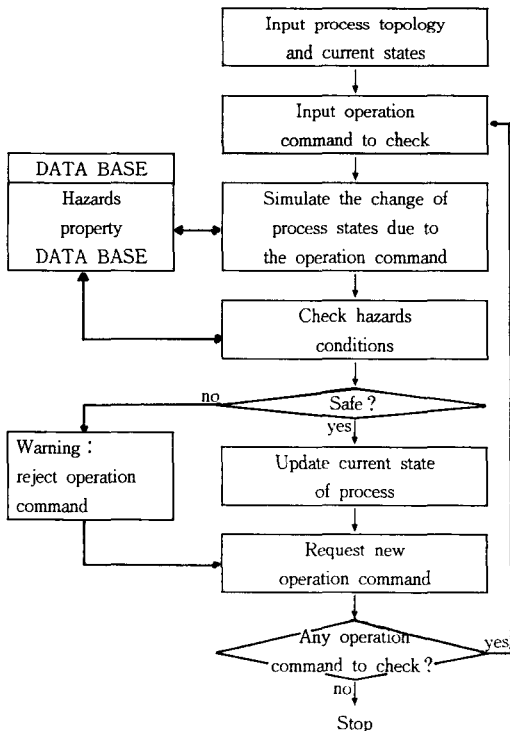 Input process topology
and current states
Input operation
command to check
DATA BASE
Hazards
property
DATA BASE
Simulate the change of
process states due to
the operation command
Check hazards
conditions
no
Safe ?
yes
Warning :
reject operation
command
Update current state
of process
Request new
operation command
Any operation
command to check ?
yes
no
Stop